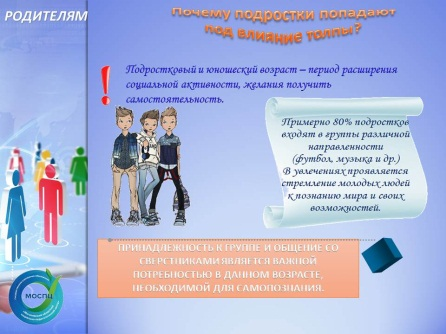 РОДИТЕЛЯМ
Почему подростки попадают
под влияние толпы?
Подростковый и юношеский возраст – период расширения
социальной активности, желания получить
самостоятельность.
Примерно 80% подростков
входят в группы различной
направленности
(футбол, музыка и др.)
В увлечениях проявляется
стремление молодых людей
к познанию мира и своих
возможностей.
ПРИНАДЛЕЖНОСТЬ К ГРУППЕ И ОБЩЕНИЕ СО
СВЕРСТНИКАМИЯВЛЯЕТСЯ ВАЖНОЙ
ПОТРЕБНОСТЬЮ В ДАННОМ ВОЗРАСТЕ,
НЕОБХОДИМОЙ ДЛЯ САМОПОЗНАНИЯ.
МОСПЦ